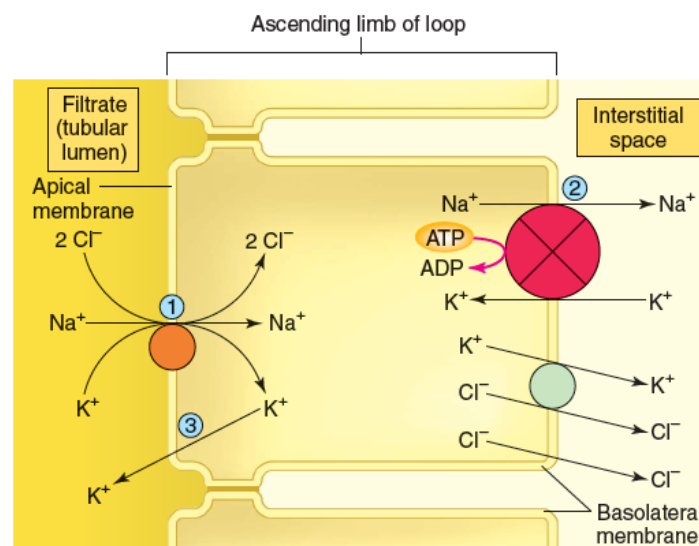 Ascending limb of loop
Filtrate
(tubular
lumen)
Interstitial
space
Apical
membrane
2 Cl⁻
2 Cl⁻
1
Na⁺
Na⁺
K⁺
K⁺
3
K⁺
2
Na⁺
Na⁺
ATP
ADP
K⁺
K⁺
K⁺
K⁺
Cl⁻
Cl⁻
Cl⁻
Cl⁻
Basolatera
membrane